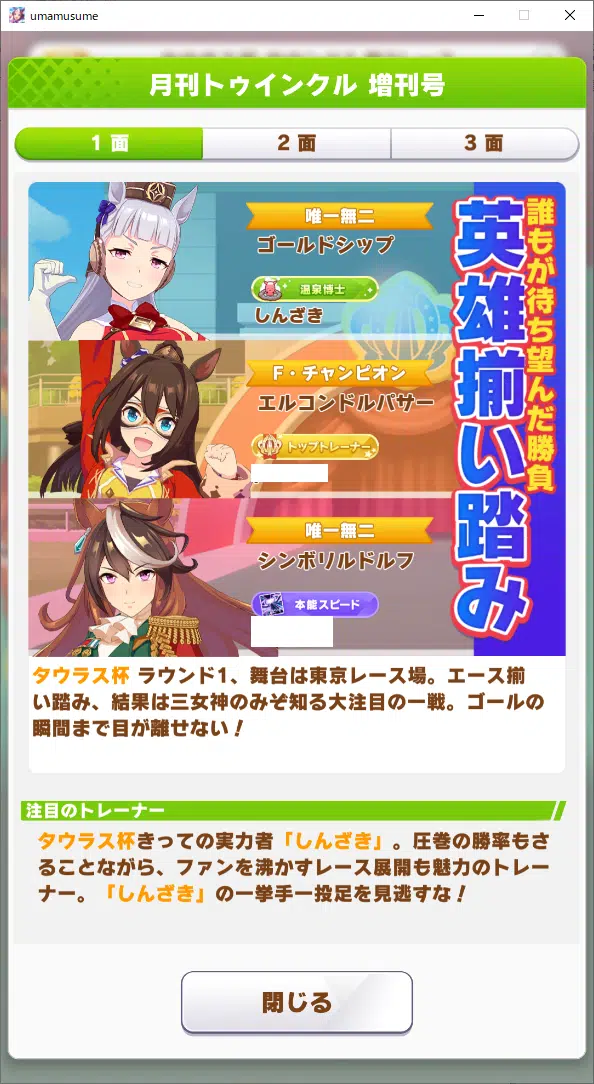 umamusume
月刊トゥインクル 増刊号
1 面
2 面
3 面
誰もが待ち望んだ勝負
英雄揃い踏み
唯一無二
ゴールドシップ
温泉博士
しんざき
F・チャンピオン
エルコンドルパサー
トップトレーナー
唯一無二
シンボリルドルフ
本能スピード
タウラス杯 ラウンド1、舞台は東京レース場。エース揃
い踏み、結果は三女神のみぞ知る大注目の一戦。ゴールの
瞬間まで目が離せない！
注目のトレーナー
タウラス杯きっての実力者「しんざき」。圧巻の勝率もさ
ることながら、ファンを沸かすレース展開も魅力のトレー
ナー。「しんざき」の一挙手一投足を見逃すな！
閉じる